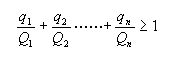 q₁/Q₁ + q₂/Q₂ ······ + qₙ/Qₙ ≥ 1